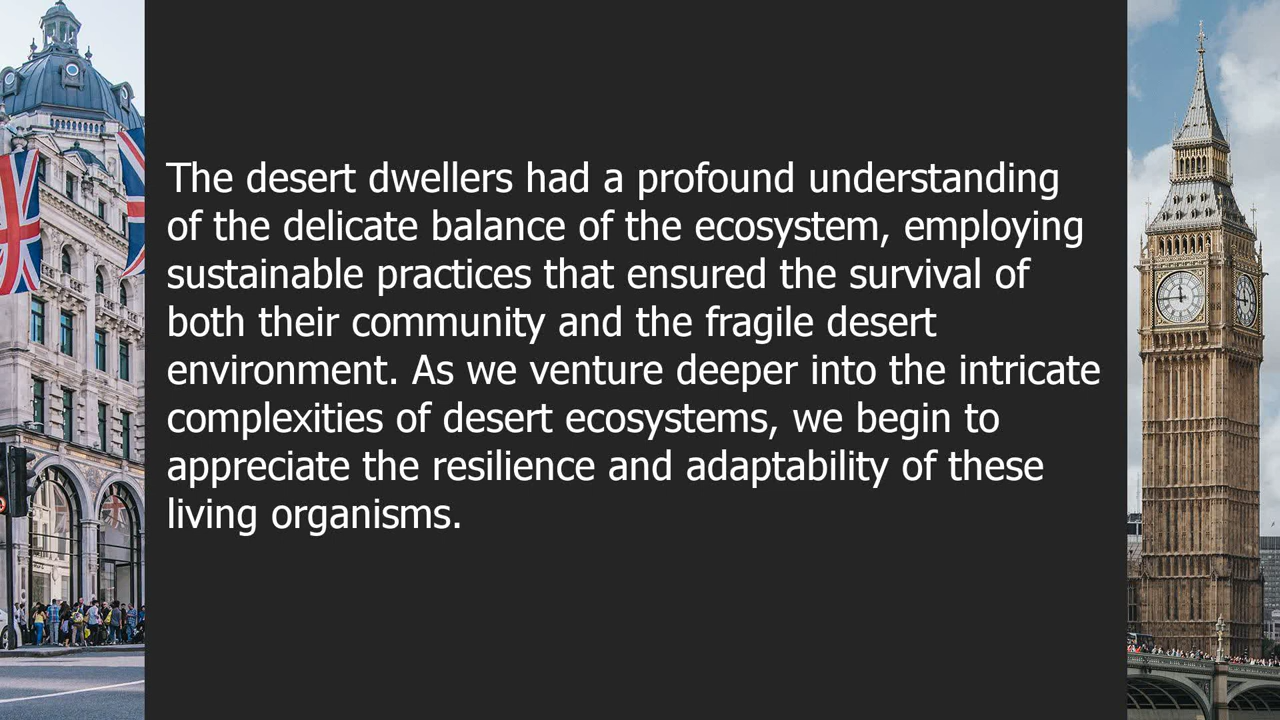 The desert dwellers had a profound understanding
of the delicate balance of the ecosystem, employing
sustainable practices that ensured the survival of
both their community and the fragile desert
environment. As we venture deeper into the intricate
complexities of desert ecosystems, we begin to
appreciate the resilience and adaptability of these
living organisms.